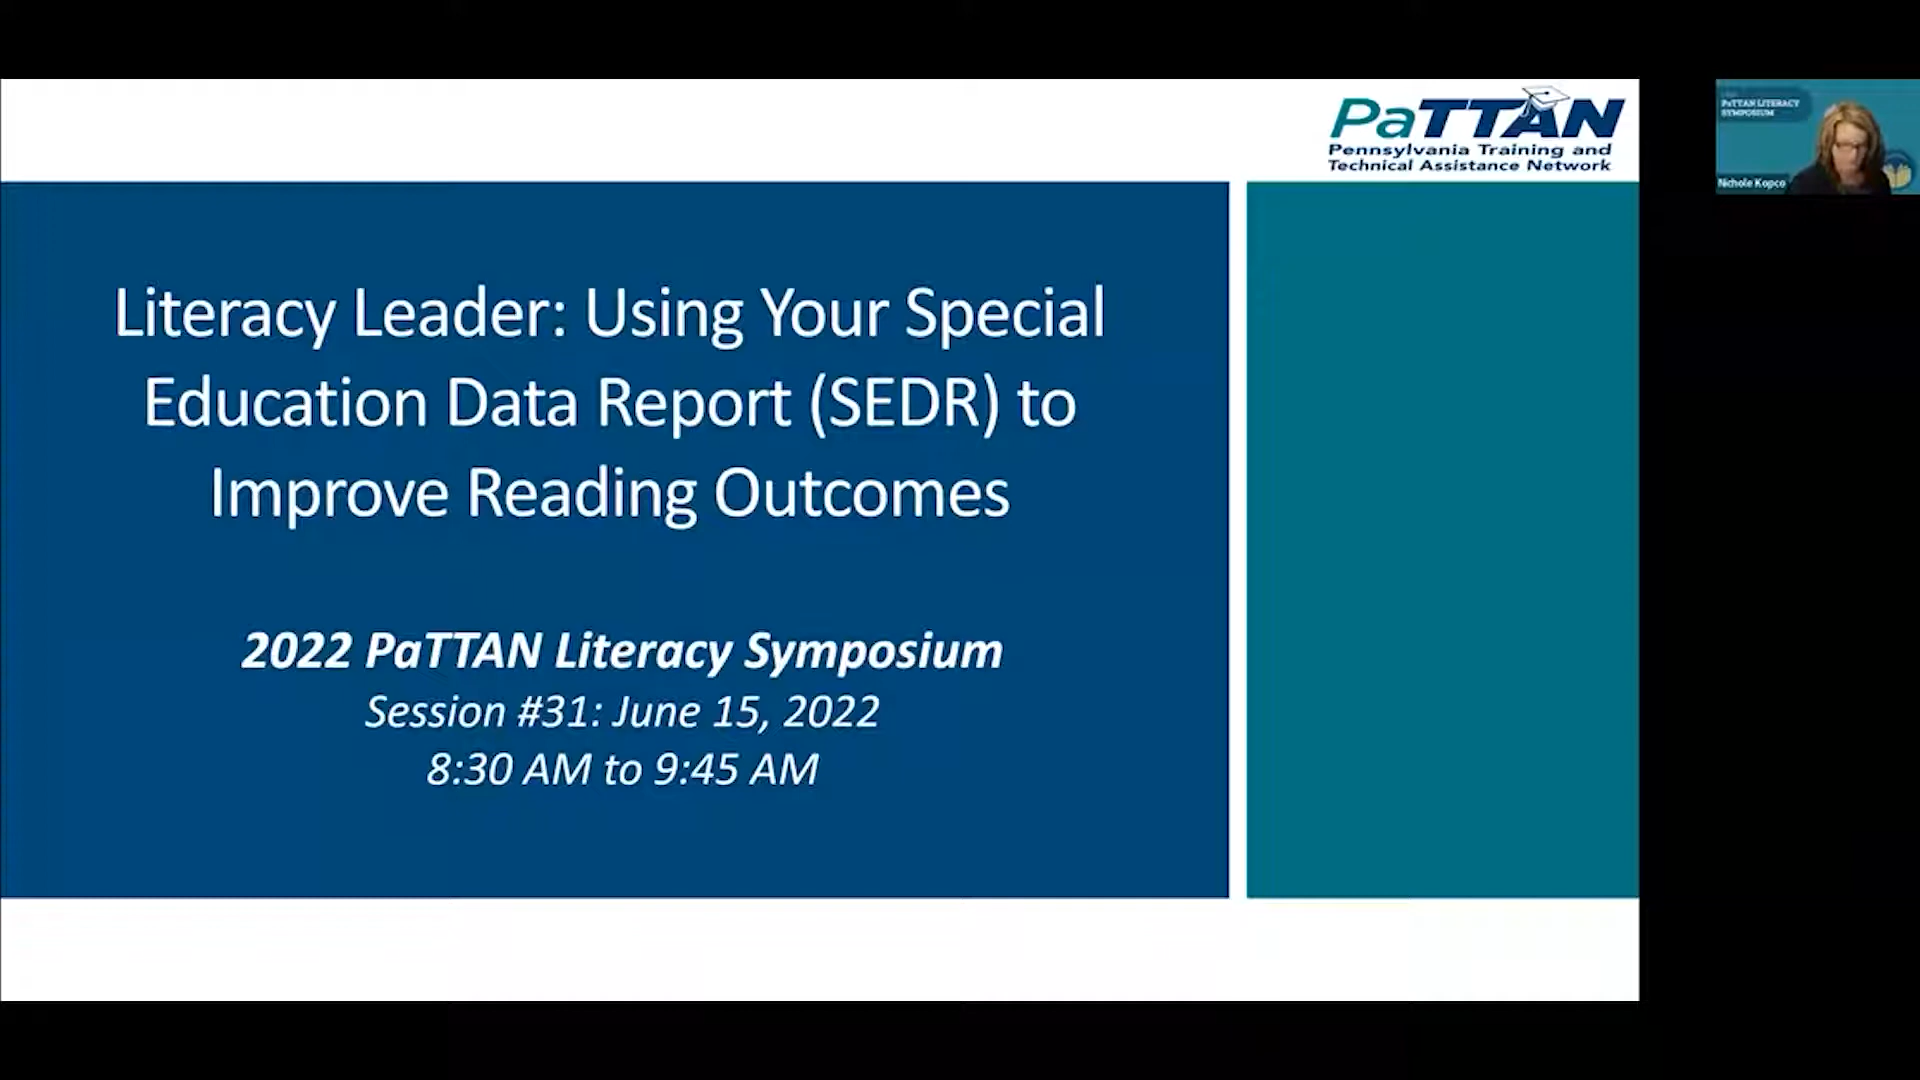 PaTTAN
Pennsylvania Training and
Technical Assistance Network
PaTTAN LITERACY
SYMPOSIUM
Nichole Kopco
Literacy Leader: Using Your Special
Education Data Report (SEDR) to
Improve Reading Outcomes
2022 PaTTAN Literacy Symposium
Session #31: June 15, 2022
8:30 AM to 9:45 AM